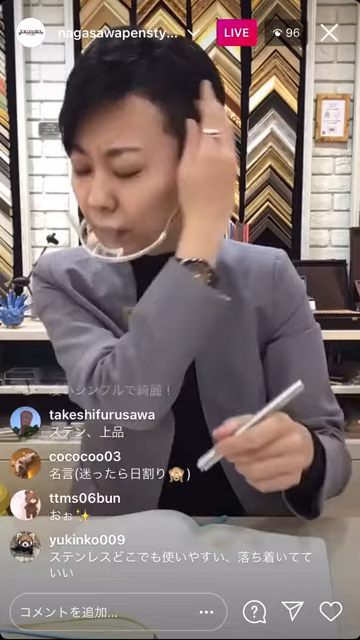 nagasawapensty...
LIVE
96
シンプルで綺麗！
takeshifurusawa
ステン、上品
cococoo03
名言(迷ったら日割り🙈)
ttms06bun
おぉ✨
yukinko009
ステンレスどこでも使いやすい、落ち着いてて
いい
コメントを追加...